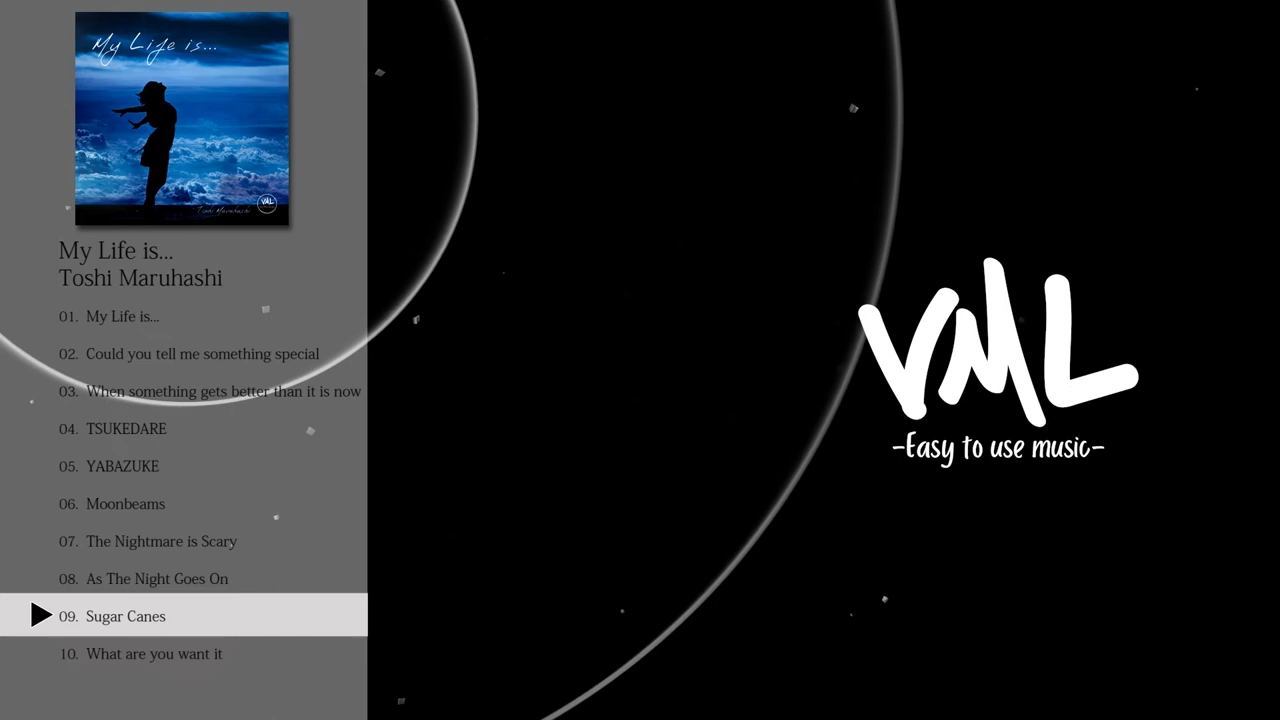 My Life is...
VML
Toshi Maruhashi
My Life is...
Toshi Maruhashi
01. My Life is...
02. Could you tell me something special
03. When something gets better than it is now
04. TSUKEDARE
05. YABAZUKE
06. Moonbeams
07. The Nightmare is Scary
08. As The Night Goes On
09. Sugar Canes
10. What are you want it
VML
-Easy to use music-